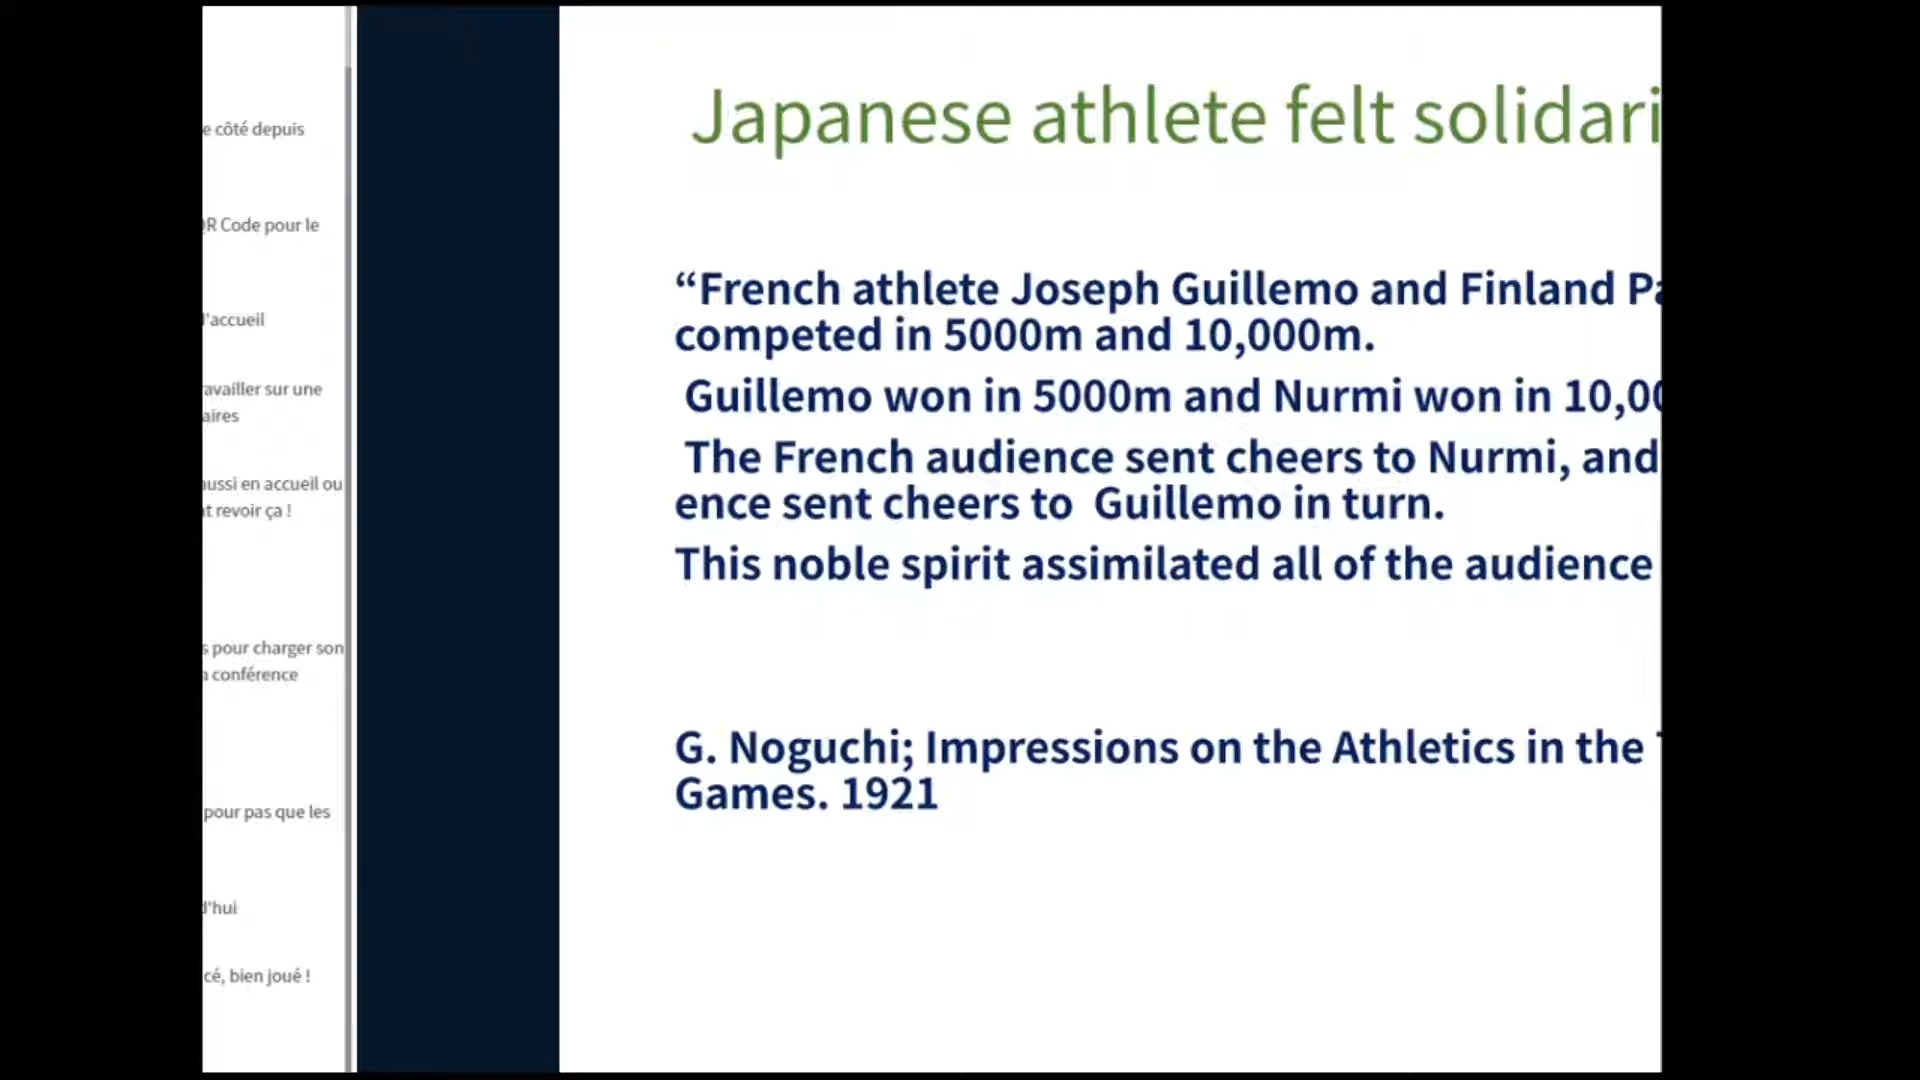 côté depuis
Code pour le
l'accueil
availler sur une
aires
aussi en accueil ou
revoir ça !
pour charger son
conférence
pour pas que les
d'hui
cé, bien joué !
Japanese athlete felt solidari
“French athlete Joseph Guillemo and Finland Pa
competed in 5000m and 10,000m.
Guillemo won in 5000m and Nurmi won in 10,00
The French audience sent cheers to Nurmi, and
ence sent cheers to Guillemo in turn.
This noble spirit assimilated all of the audience
G. Noguchi; Impressions on the Athletics in the
Games. 1921